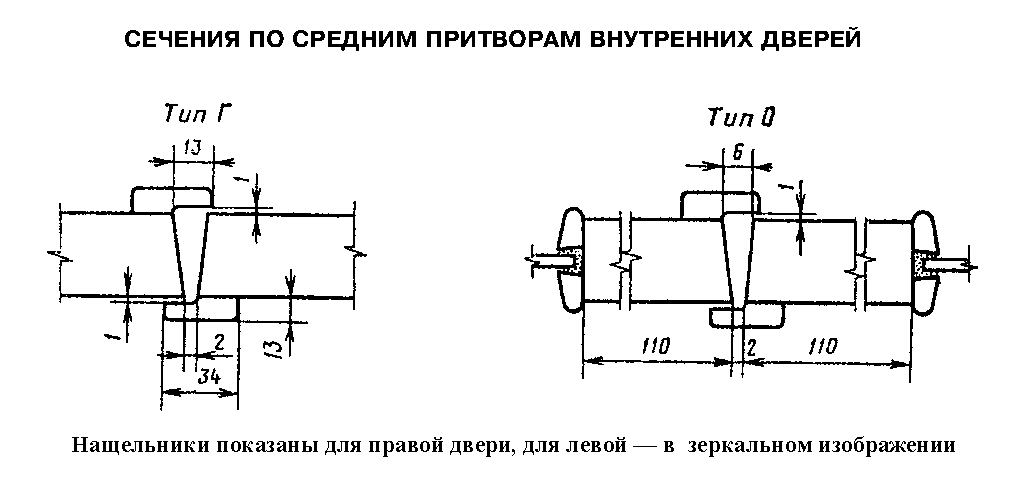 СЕЧЕНИЯ ПО СРЕДНИМ ПРИТВОРАМ ВНУТРЕННИХ ДВЕРЕЙ
Тип Г
Тип О
13
6
1
1
1
2
13
34
110
2
110
Нащельники показаны для правой двери, для левой — в зеркальном изображении